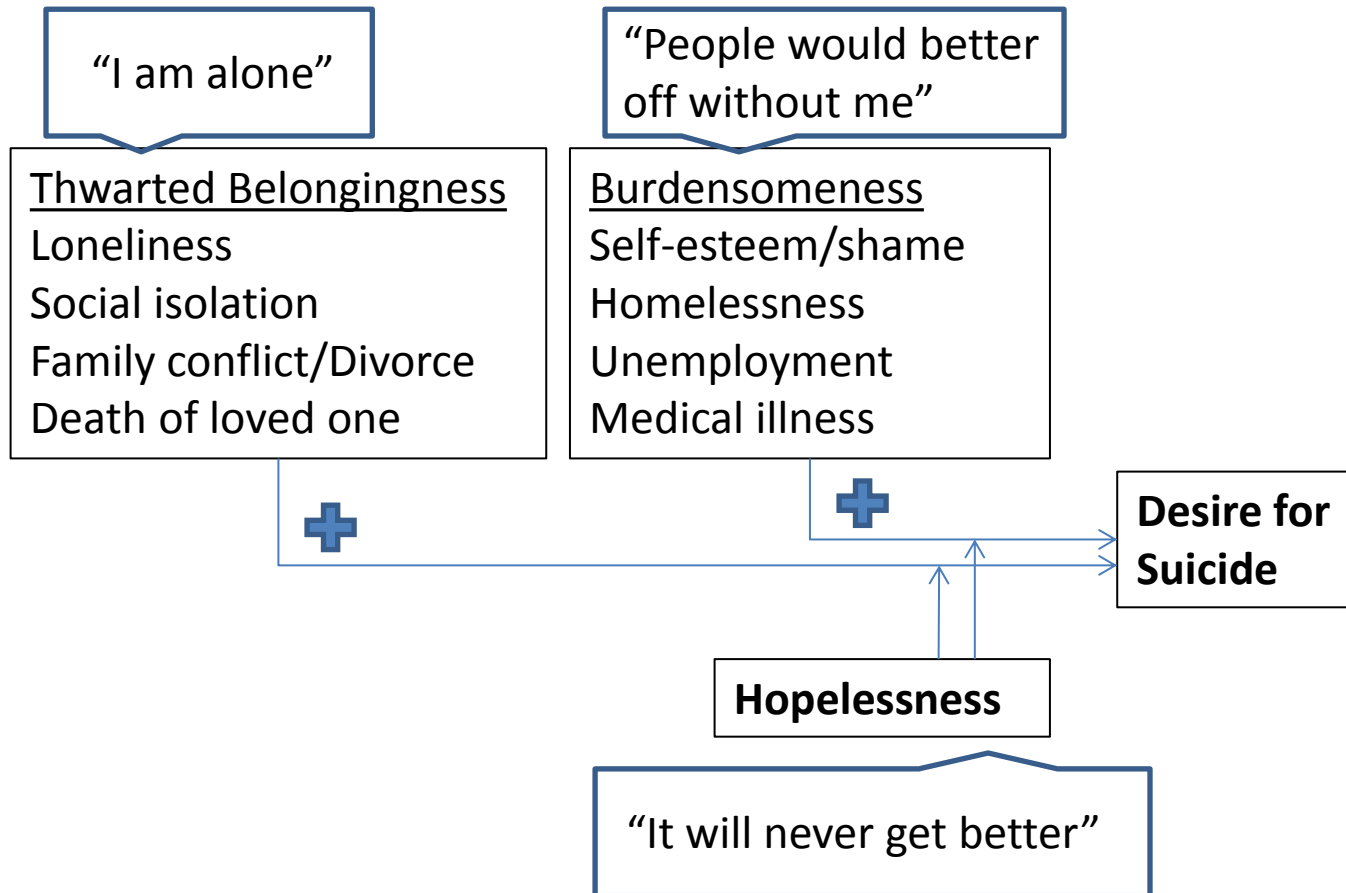 “I am alone”
“People would better
off without me”
Thwarted Belongingness
Loneliness
Social isolation
Family conflict/Divorce
Death of loved one
Burdensomeness
Self-esteem/shame
Homelessness
Unemployment
Medical illness
Desire for
Suicide
Hopelessness
“It will never get better”